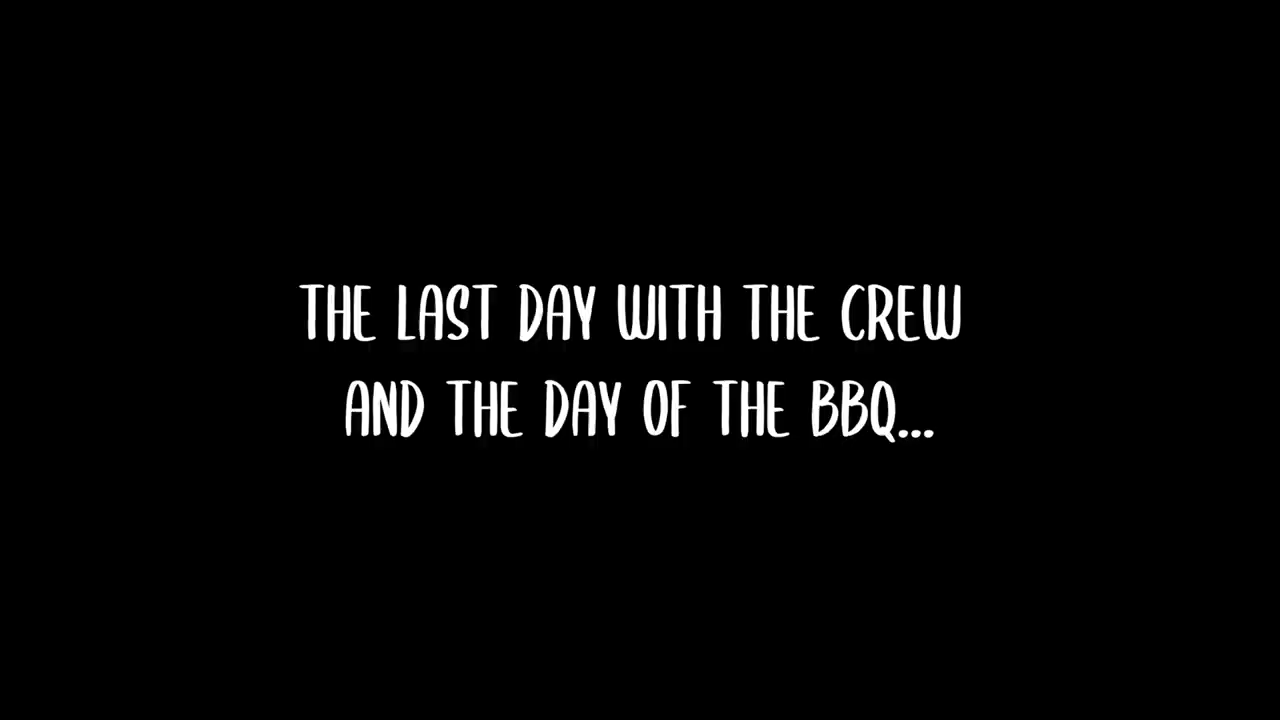 THE LAST DAY WITH THE CREW
AND THE DAY OF THE BBQ...